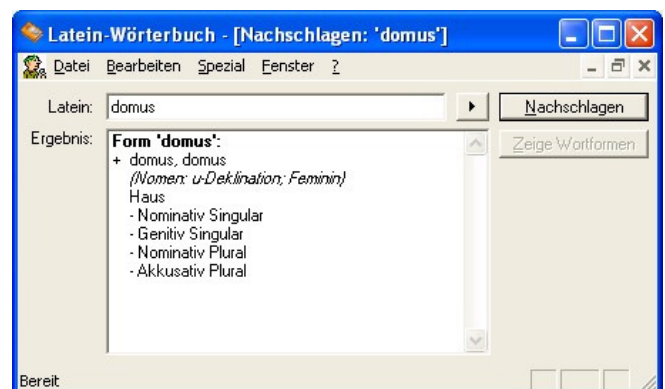 Latein-Wörterbuch - [Nachschlagen: 'domus']
Datei Bearbeiten Spezial Fenster ?
Latein: domus Nachschlagen
Ergebnis: Form 'domus': Zeige Wortformen
+ domus, domus
(Nomen: u-Deklination; Feminin)
Haus
- Nominativ Singular
- Genitiv Singular
- Nominativ Plural
- Akkusativ Plural
Bereit